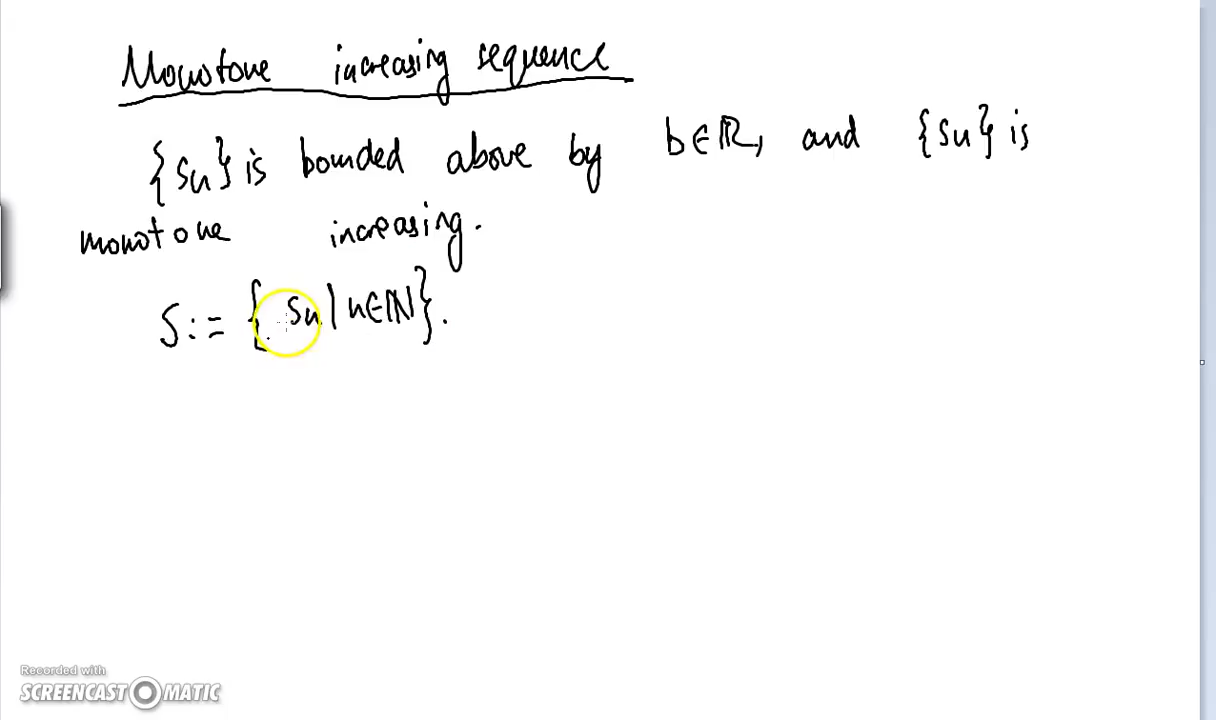 Monotone increasing sequence
{Sn} is bounded above by b∈ℝ, and {Sn} is
monotone increasing.
S := { Sn | n∈ℕ }.
Recorded with
SCREENCAST-O-MATIC